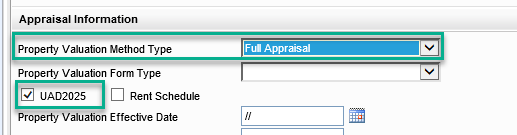 Appraisal Information
Property Valuation Method Type Full Appraisal
Property Valuation Form Type
UAD2025 Rent Schedule
Property Valuation Effective Date //